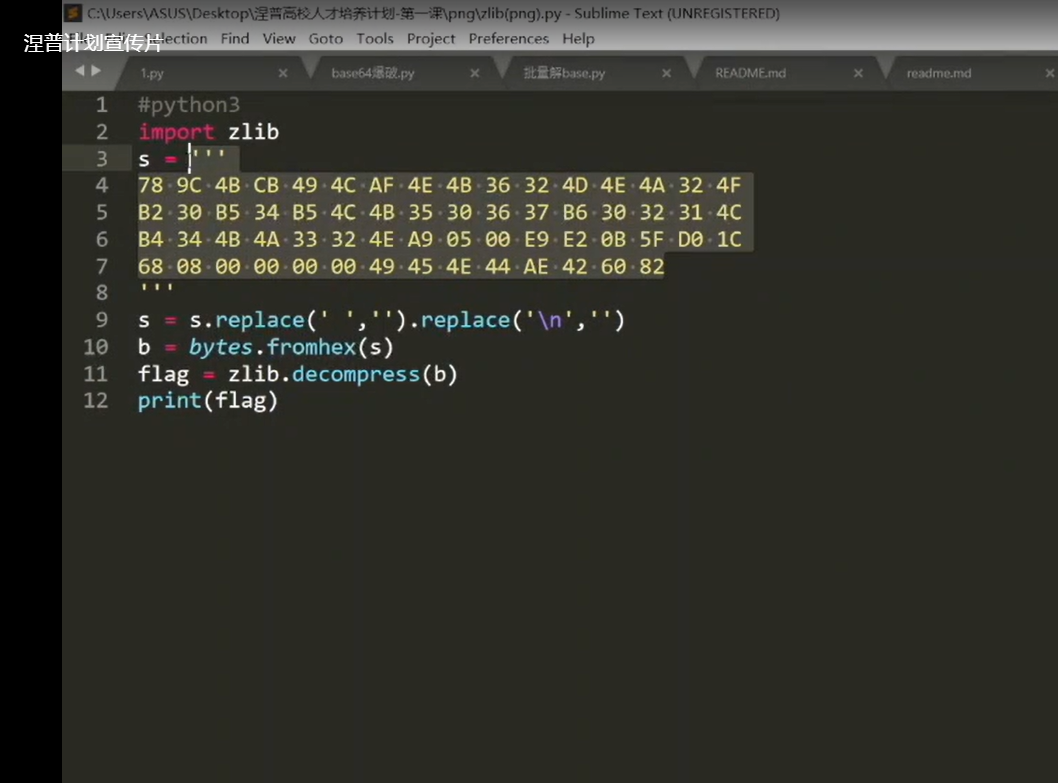 C:\Users\ASUS\Desktop\涅普高校人才培养计划-第一课\png\zlib(png).py - Sublime Text (UNREGISTERED)
涅普计划宣传片
Find View Goto Tools Project Preferences Help
1.py × base64爆破.py × 批量解base.py × README.md × readme.md ×
1 #python3
2 import zlib
3 s = '''
4 78 9C 4B CB 49 4C AF 4E 4B 36 32 4D 4E 4A 32 4F
5 B2 30 B5 34 B5 4C 4B 35 30 36 37 B6 30 32 31 4C
6 B4 34 4B 4A 33 32 4E A9 05 00 E9 E2 0B 5F D0 1C
7 68 08 00 00 00 00 49 45 4E 44 AE 42 60 82
8 '''
9 s = s.replace(' ','').replace('\n','')
10 b = bytes.fromhex(s)
11 flag = zlib.decompress(b)
12 print(flag)